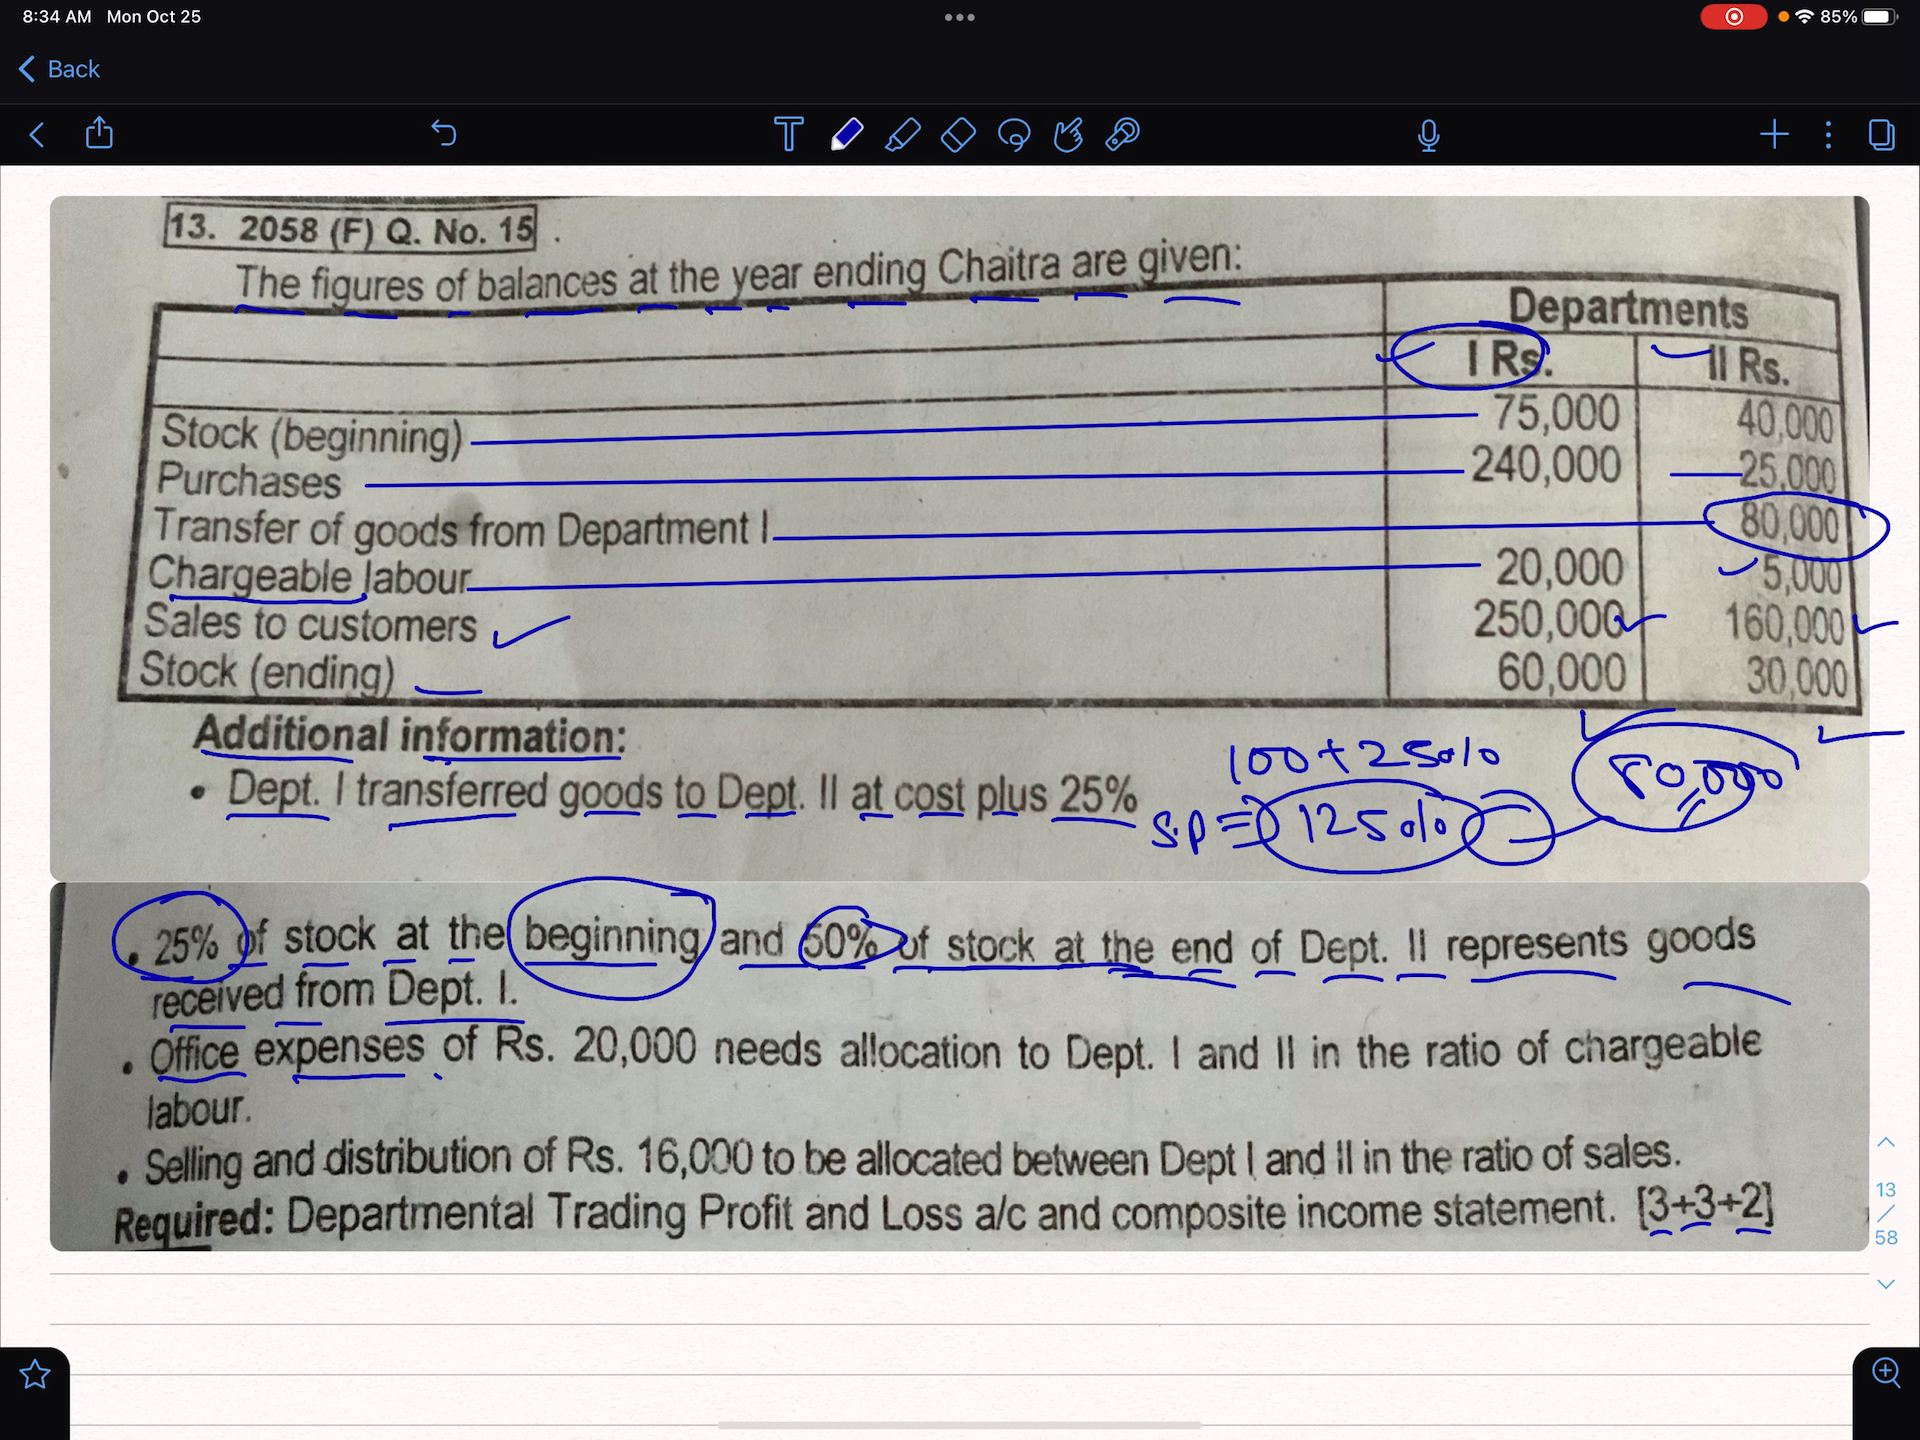 8:34 AM Mon Oct 25
85%
Back
13. 2058 (F) Q. No. 15
The figures of balances at the year ending Chaitra are given:
Departments
I Rs. II Rs.
Stock (beginning) 75,000 40,000
Purchases 240,000 25,000
Transfer of goods from Department I 80,000
Chargeable labour 20,000 5,000
Sales to customers 250,000 160,000
Stock (ending) 60,000 30,000
Additional information:
100+25% 80,000
• Dept. I transferred goods to Dept. II at cost plus 25%
S.P = 125%
• 25% of stock at the beginning and 50% of stock at the end of Dept. II represents goods
received from Dept. I.
• Office expenses of Rs. 20,000 needs allocation to Dept. I and II in the ratio of chargeable
labour.
• Selling and distribution of Rs. 16,000 to be allocated between Dept I and II in the ratio of sales.
Required: Departmental Trading Profit and Loss a/c and composite income statement. [3+3+2]
13
/
58